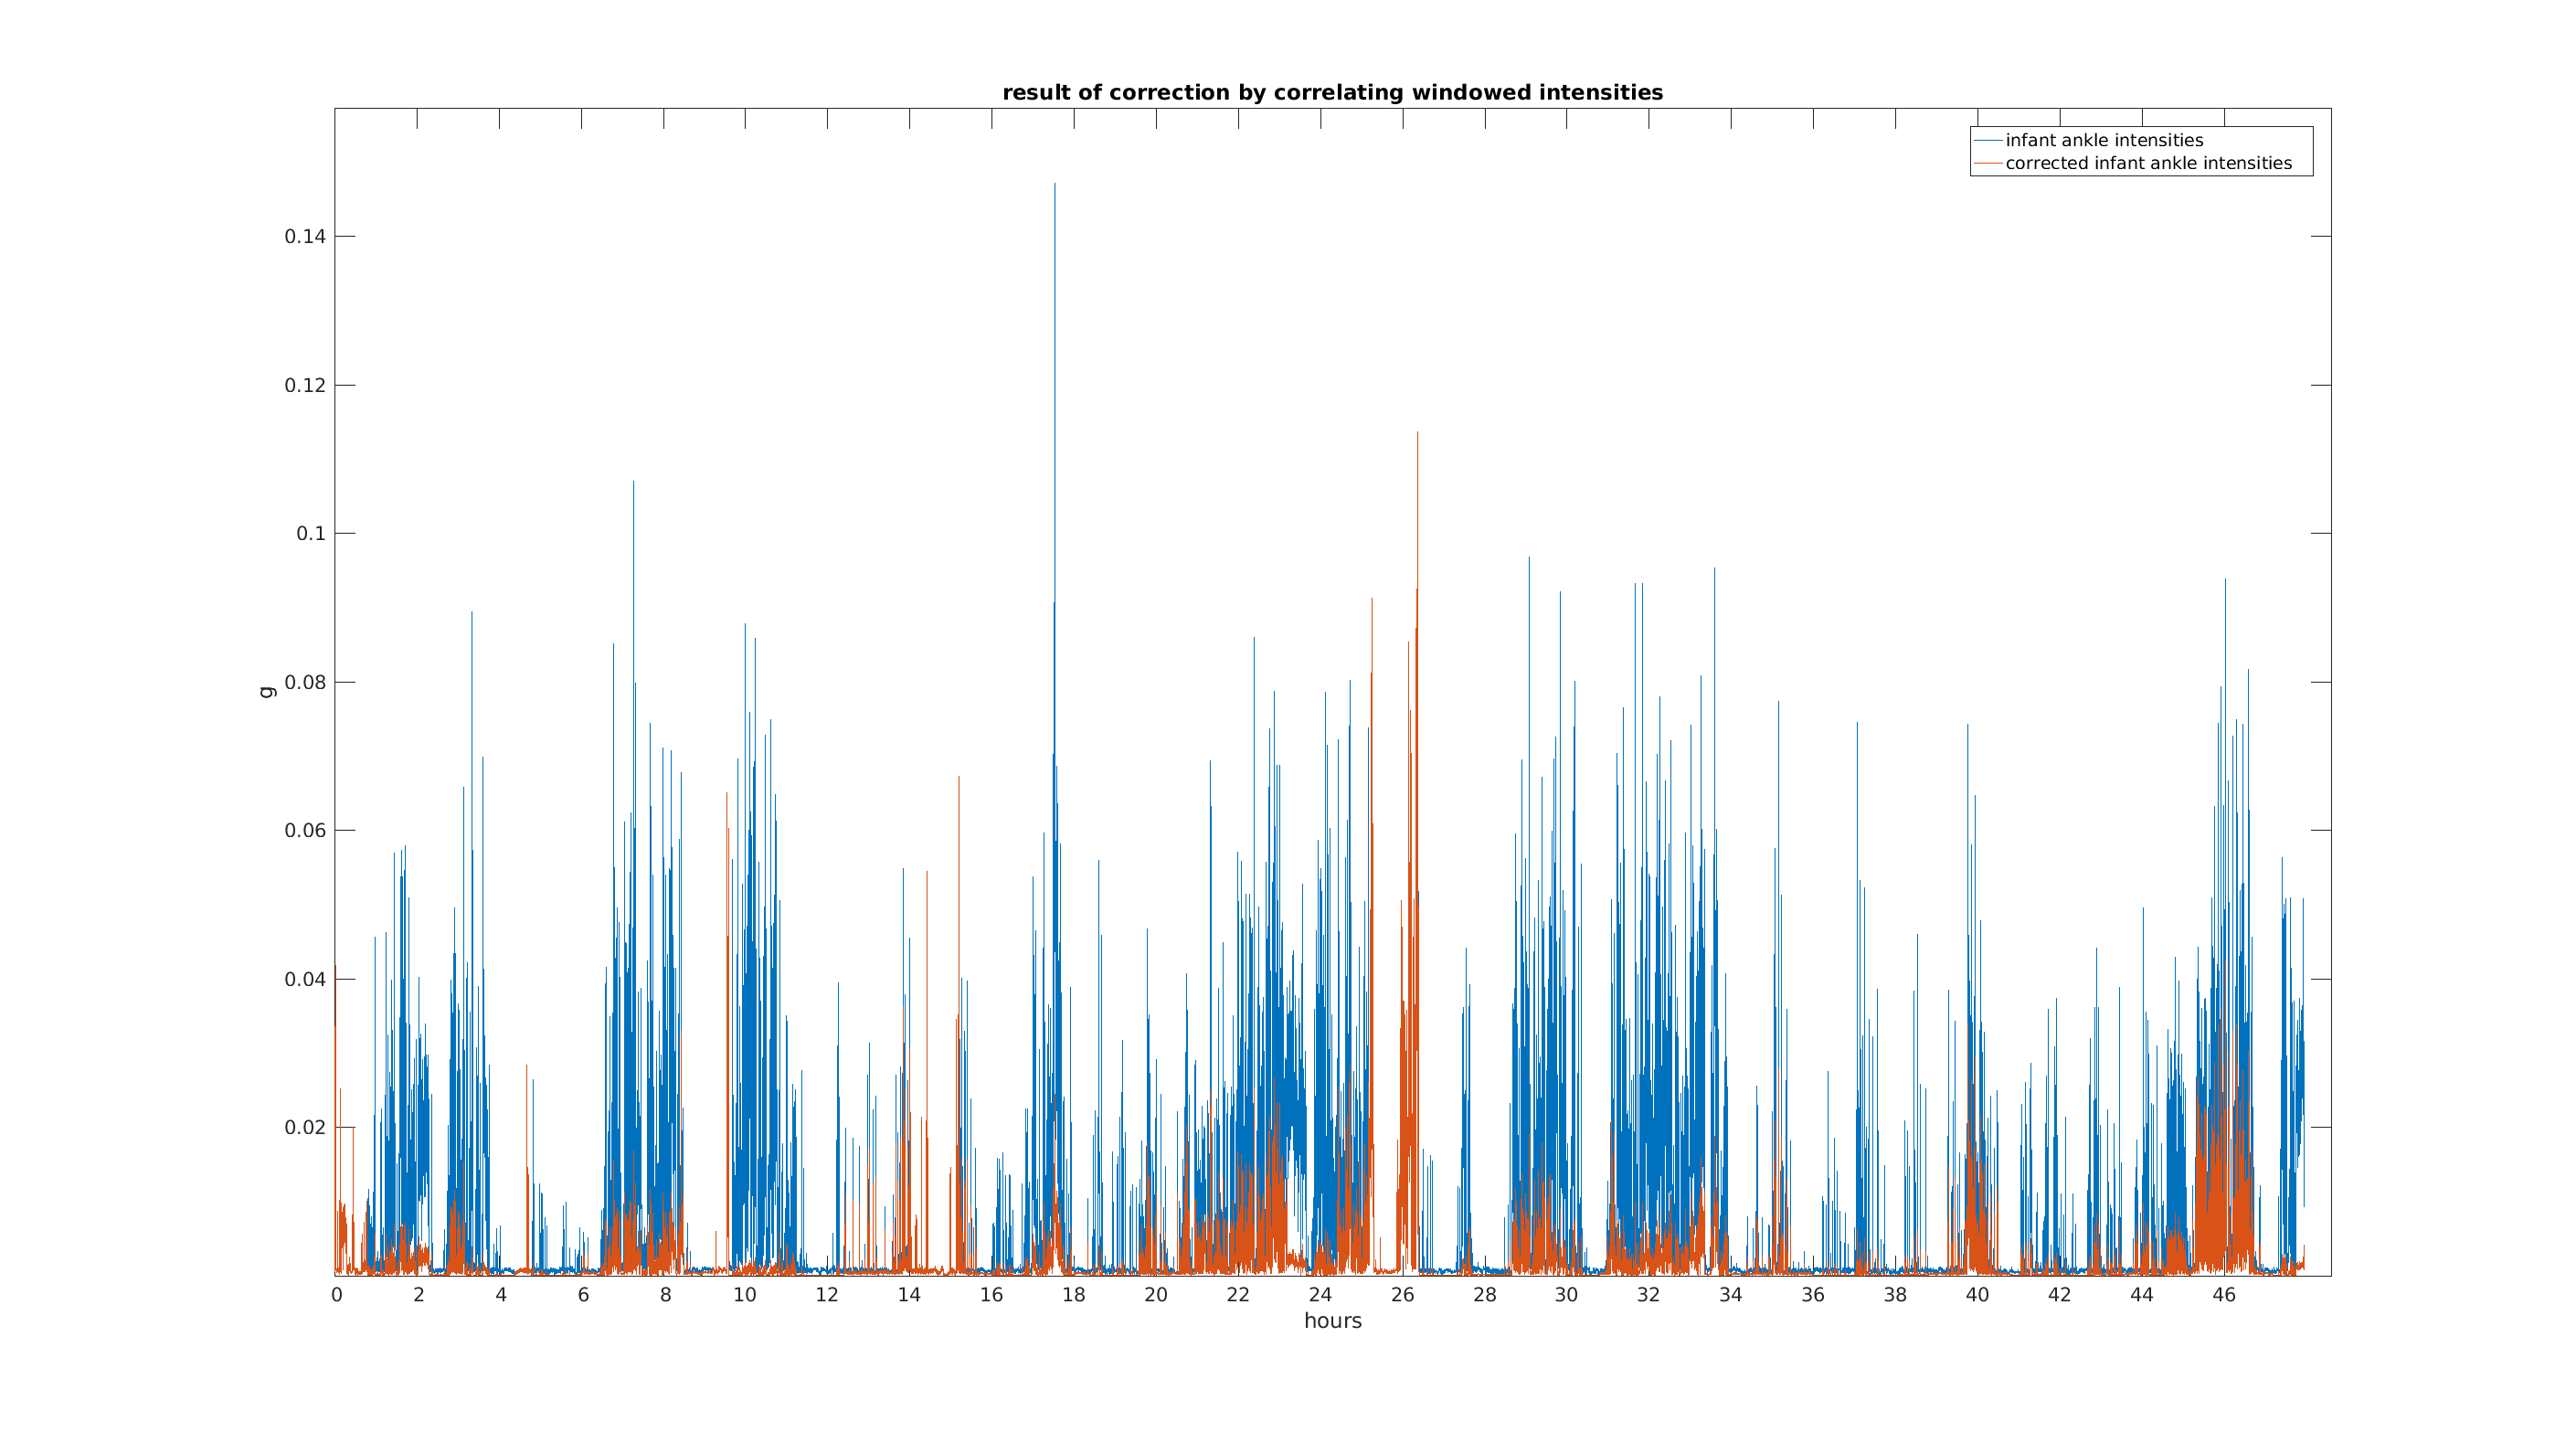 result of correction by correlating windowed intensities
infant ankle intensities
corrected infant ankle intensities
0.14
0.12
0.1
0.08
0.06
0.04
0.02
g
0 2 4 6 8 10 12 14 16 18 20 22 24 26 28 30 32 34 36 38 40 42 44 46
hours